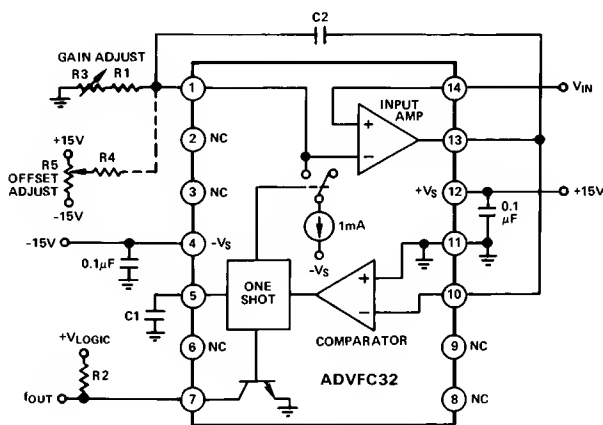 C2
GAIN ADJUST
R3 R1
1
14
VIN
INPUT
AMP
+
−
13
+15V
R5
OFFSET
ADJUST
R4
-15V
2
NC
3
NC
+VS
12
+15V
0.1
μF
1mA
-VS
-15V
4
-VS
0.1μF
11
ONE
SHOT
+
−
COMPARATOR
5
10
C1
+VLOGIC
R2
6
NC
9
NC
ADVFC32
fOUT
7
8
NC